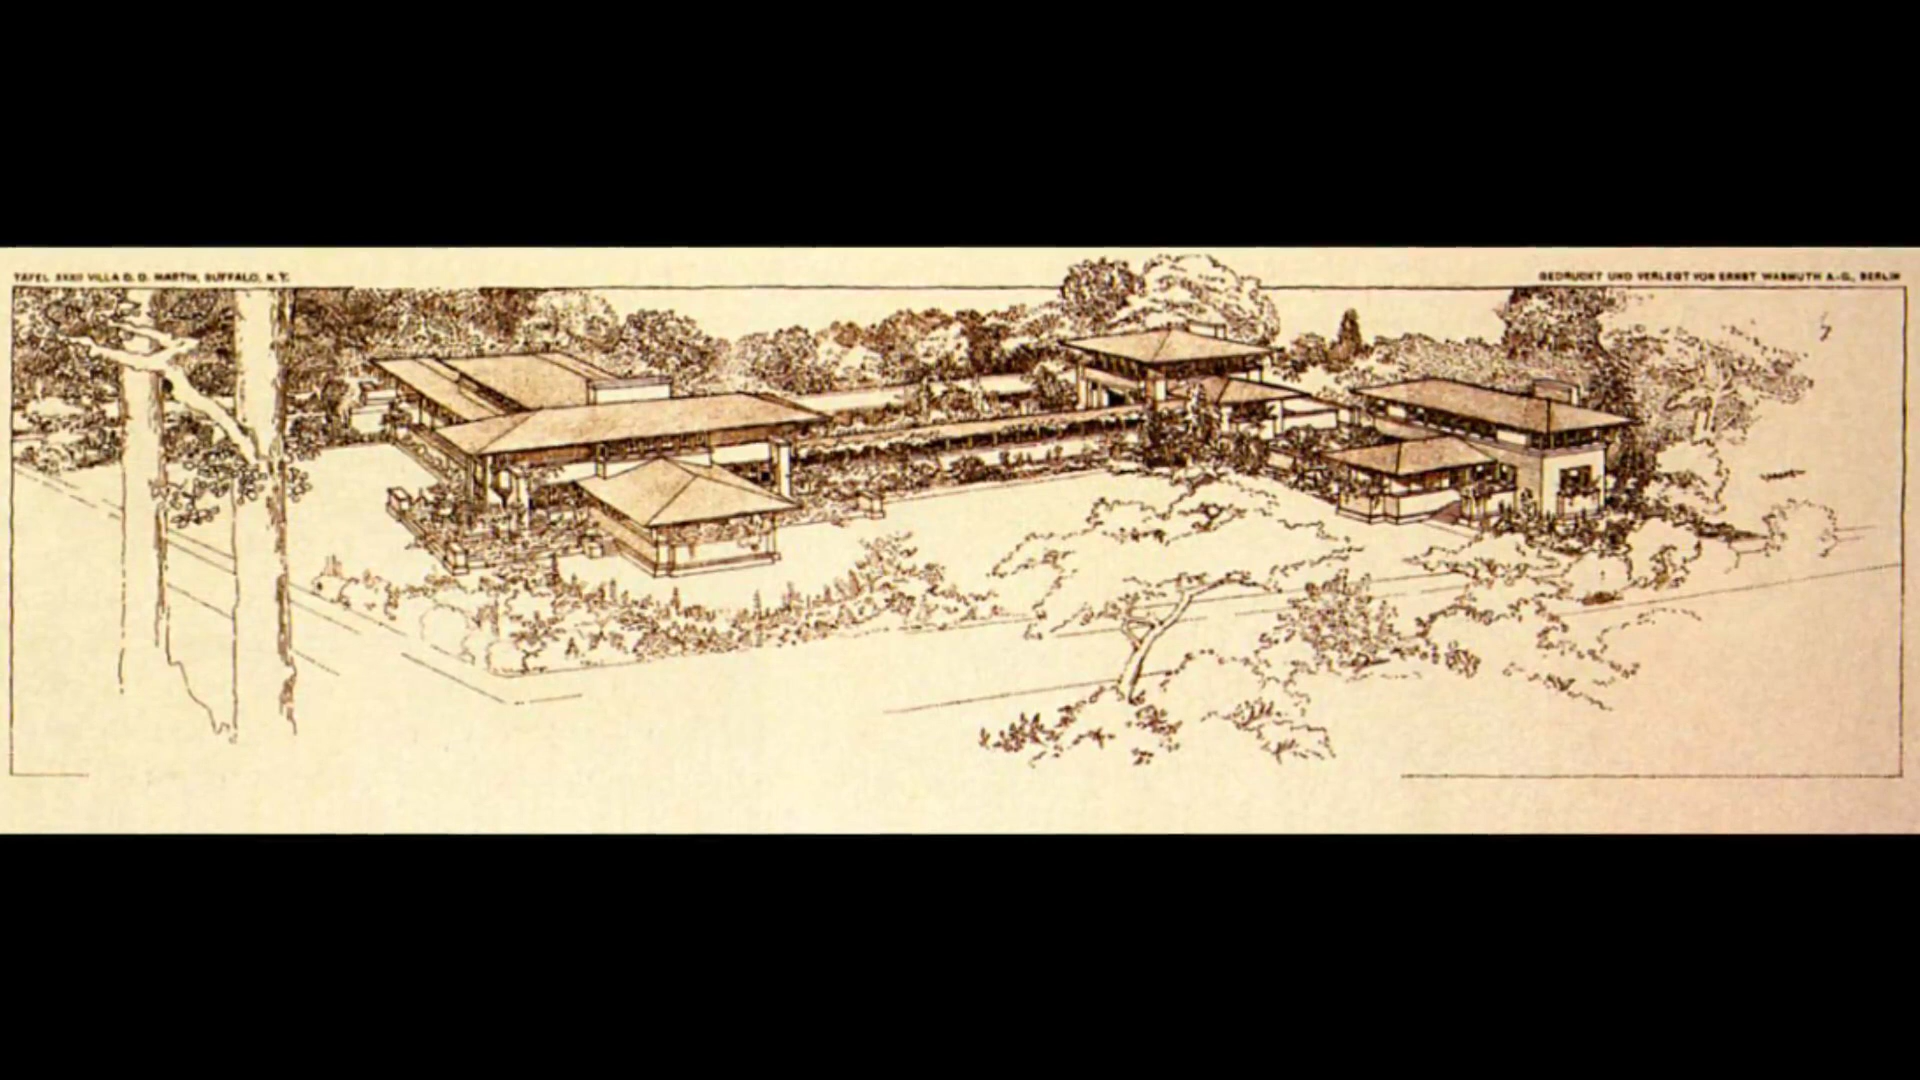 TAFEL XXXII VILLA D. D. MARTIN, BUFFALO, N. Y.
GEDRUCKT UND VERLEGT VON ERNST WASMUTH A.-G., BERLIN